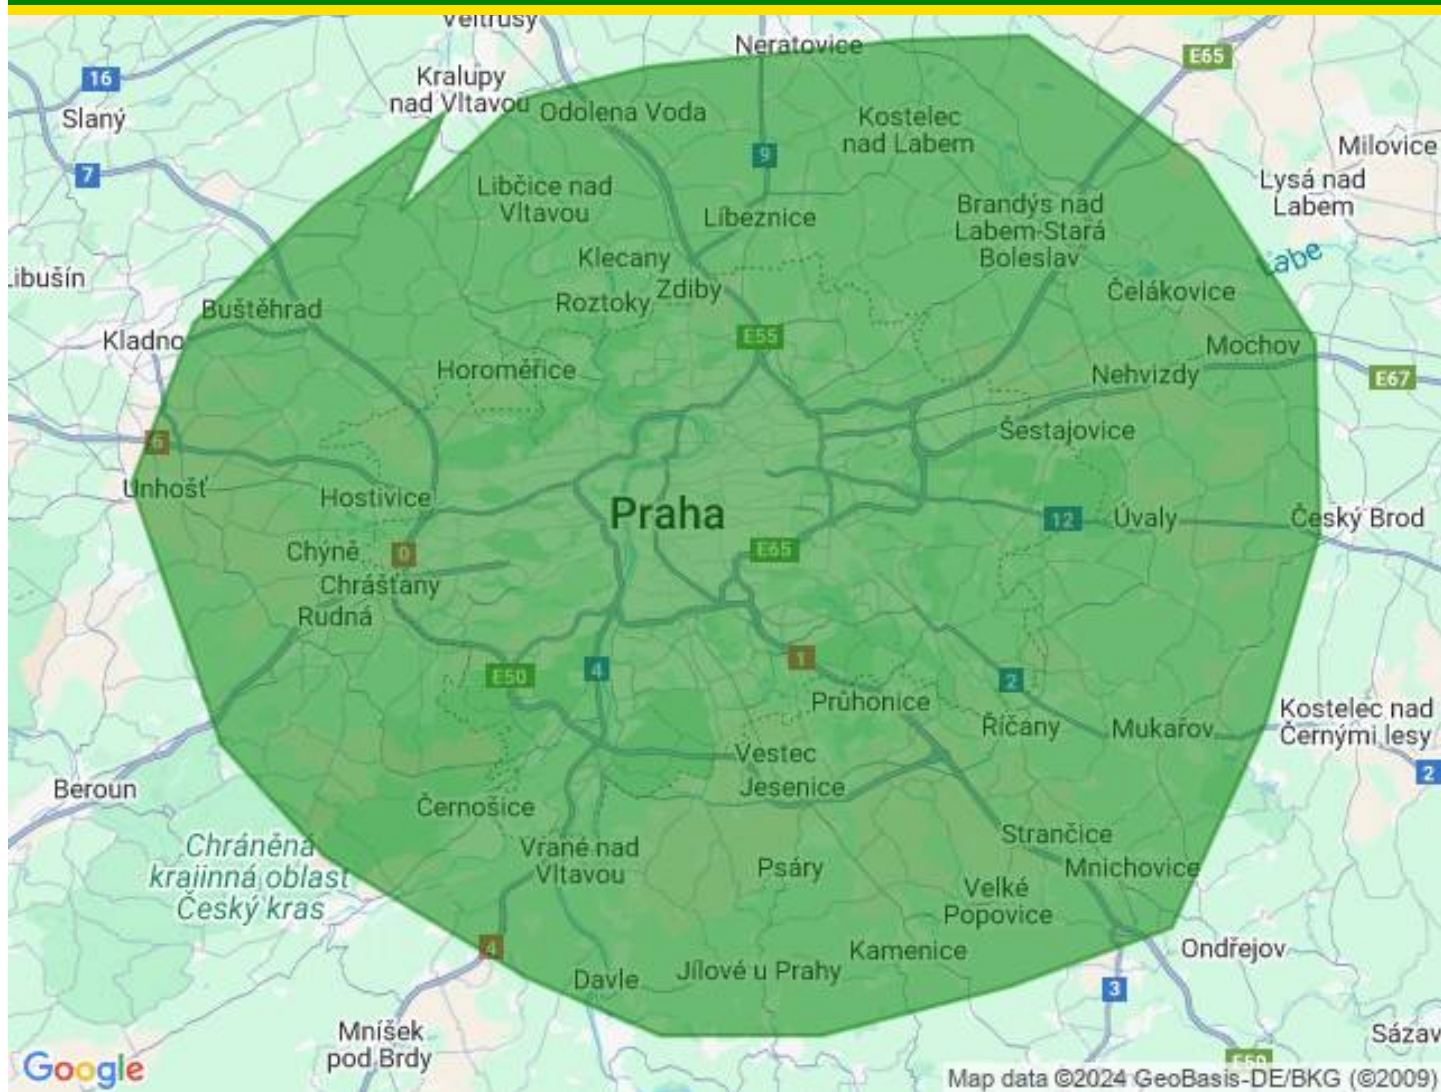 Veltrusy
Neratovice
E65
16
Kralupy
nad Vltavou
Slaný
Odolena Voda
Kostelec
nad Labem
Milovice
9
7
Libčice nad
Vltavou
Lysá nad
Labem
Líbeznice
Brandýs nad
Labem-Stará
Boleslav
Klecany
Labe
Libušín
Zdiby
Roztoky
Čelákovice
Buštěhrad
E55
Kladno
Mochov
Horoměřice
Nehvizdy
E67
Šestajovice
6
Unhošť
Hostivice
Praha
12
Úvaly
Český Brod
Chýně
0
E65
Chrášťany
Rudná
1
4
E50
2
Průhonice
Říčany
Mukařov
Kostelec nad
Černými lesy
Vestec
2
Beroun
Jesenice
Černošice
Strančice
Chráněná
krajinná oblast
Český kras
Vrané nad
Vltavou
Psáry
Mnichovice
Velké
Popovice
4
Kamenice
Ondřejov
Davle
Jílové u Prahy
3
Mníšek
pod Brdy
Sázav
E50
Google
Map data ©2024 GeoBasis-DE/BKG (©2009)